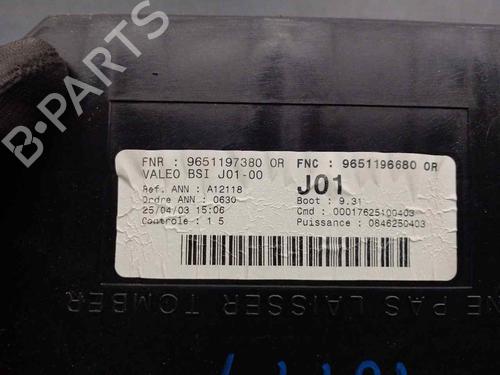 FNR : 9651197380 OR FNC : 9651196680 OR
VALEO BSI J01-00
J01
Ref. ANN : A12118
Ordre ANN : 0630
Boot : 9.31
25/04/03 15:06
Cmd : 00017625100403
Controle : 1 5
Puissance : 0846250403
NE PAS LAISSER TOMBER
B-PARTS